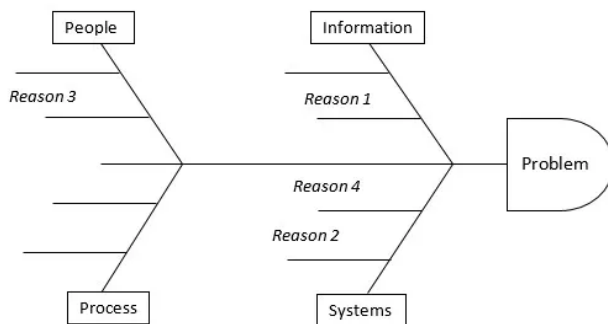 People
Information
Reason 3
Reason 1
Problem
Reason 4
Reason 2
Process
Systems